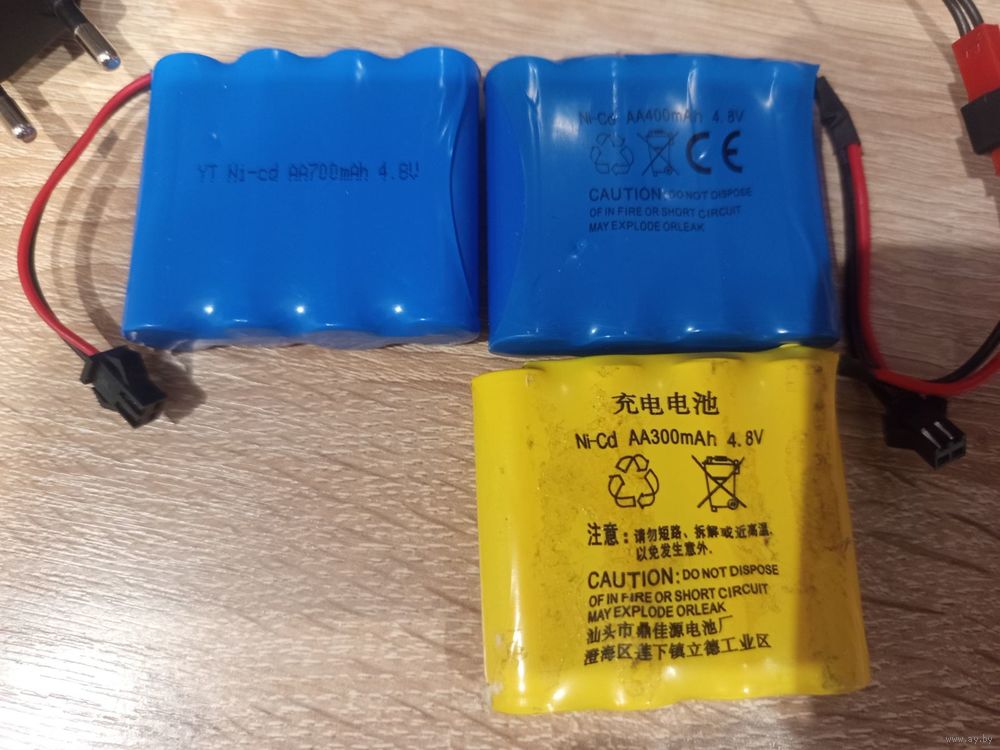 YT Ni-cd AA700mAh 4.8V
Ni-Cd AA400mAh 4.8V
CE
CAUTION: DO NOT DISPOSE
OF IN FIRE OR SHORT CIRCUIT
MAY EXPLODE ORLEAK
充电电池
Ni-Cd AA300mAh 4.8V
注意：请勿短路、拆解或近高温.
以免发生意外.
CAUTION: DO NOT DISPOSE
OF IN FIRE OR SHORT CIRCUIT
MAY EXPLODE ORLEAK
汕头市鼎佳源电池厂
澄海区莲下镇立德工业区
www.ay.by